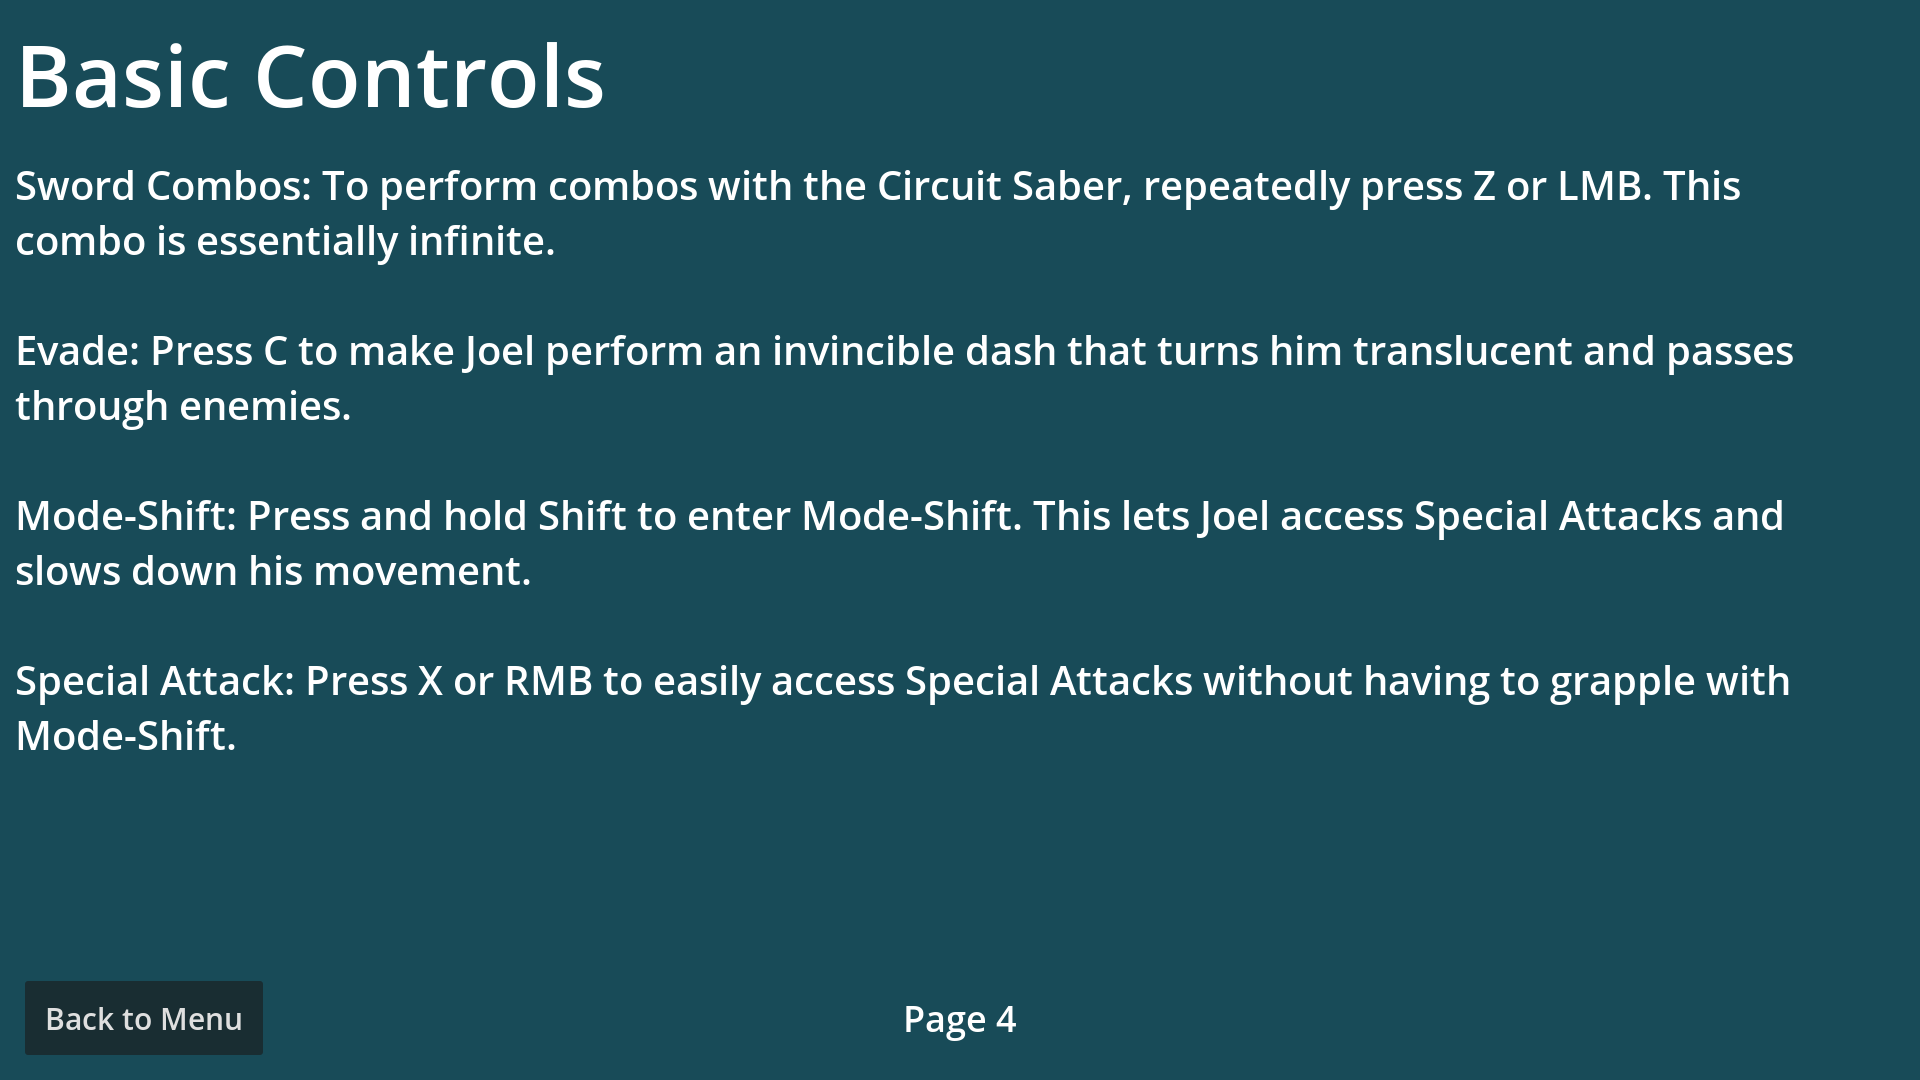 Basic Controls
Sword Combos: To perform combos with the Circuit Saber, repeatedly press Z or LMB. This
combo is essentially infinite.
Evade: Press C to make Joel perform an invincible dash that turns him translucent and passes
through enemies.
Mode-Shift: Press and hold Shift to enter Mode-Shift. This lets Joel access Special Attacks and
slows down his movement.
Special Attack: Press X or RMB to easily access Special Attacks without having to grapple with
Mode-Shift.
Back to Menu
Page 4